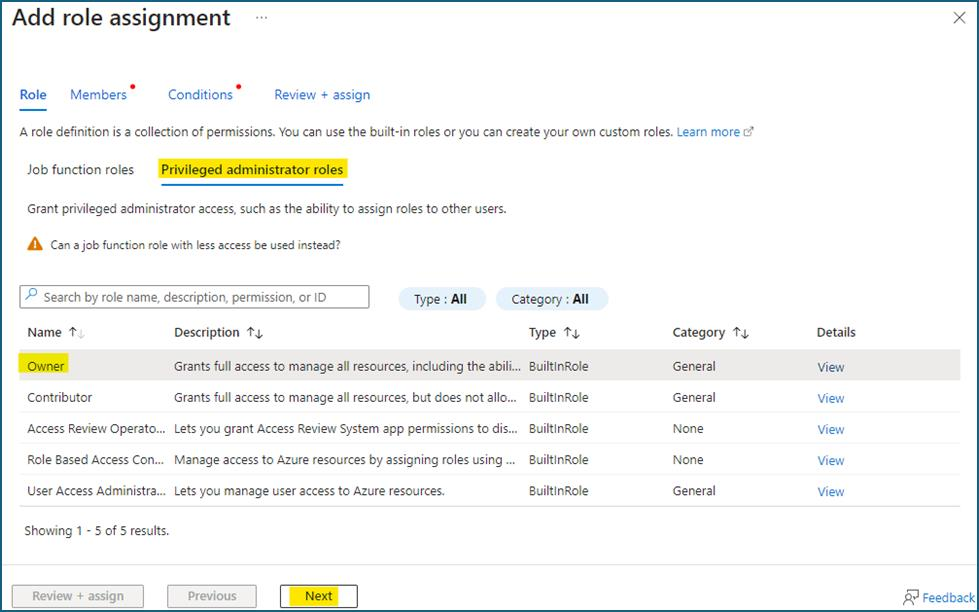 Add role assignment ...
Role Members Conditions Review + assign
A role definition is a collection of permissions. You can use the built-in roles or you can create your own custom roles. Learn more
Job function roles Privileged administrator roles
Grant privileged administrator access, such as the ability to assign roles to other users.
Can a job function role with less access be used instead?
Search by role name, description, permission, or ID Type : All Category : All
Name ↑↓ Description ↑↓ Type ↑↓ Category ↑↓ Details
Owner Grants full access to manage all resources, including the abili... BuiltInRole General View
Contributor Grants full access to manage all resources, but does not allo... BuiltInRole General View
Access Review Operato... Lets you grant Access Review System app permissions to dis... BuiltInRole None View
Role Based Access Con... Manage access to Azure resources by assigning roles using ... BuiltInRole None View
User Access Administra... Lets you manage user access to Azure resources. BuiltInRole General View
Showing 1 - 5 of 5 results.
Review + assign Previous Next Feedback